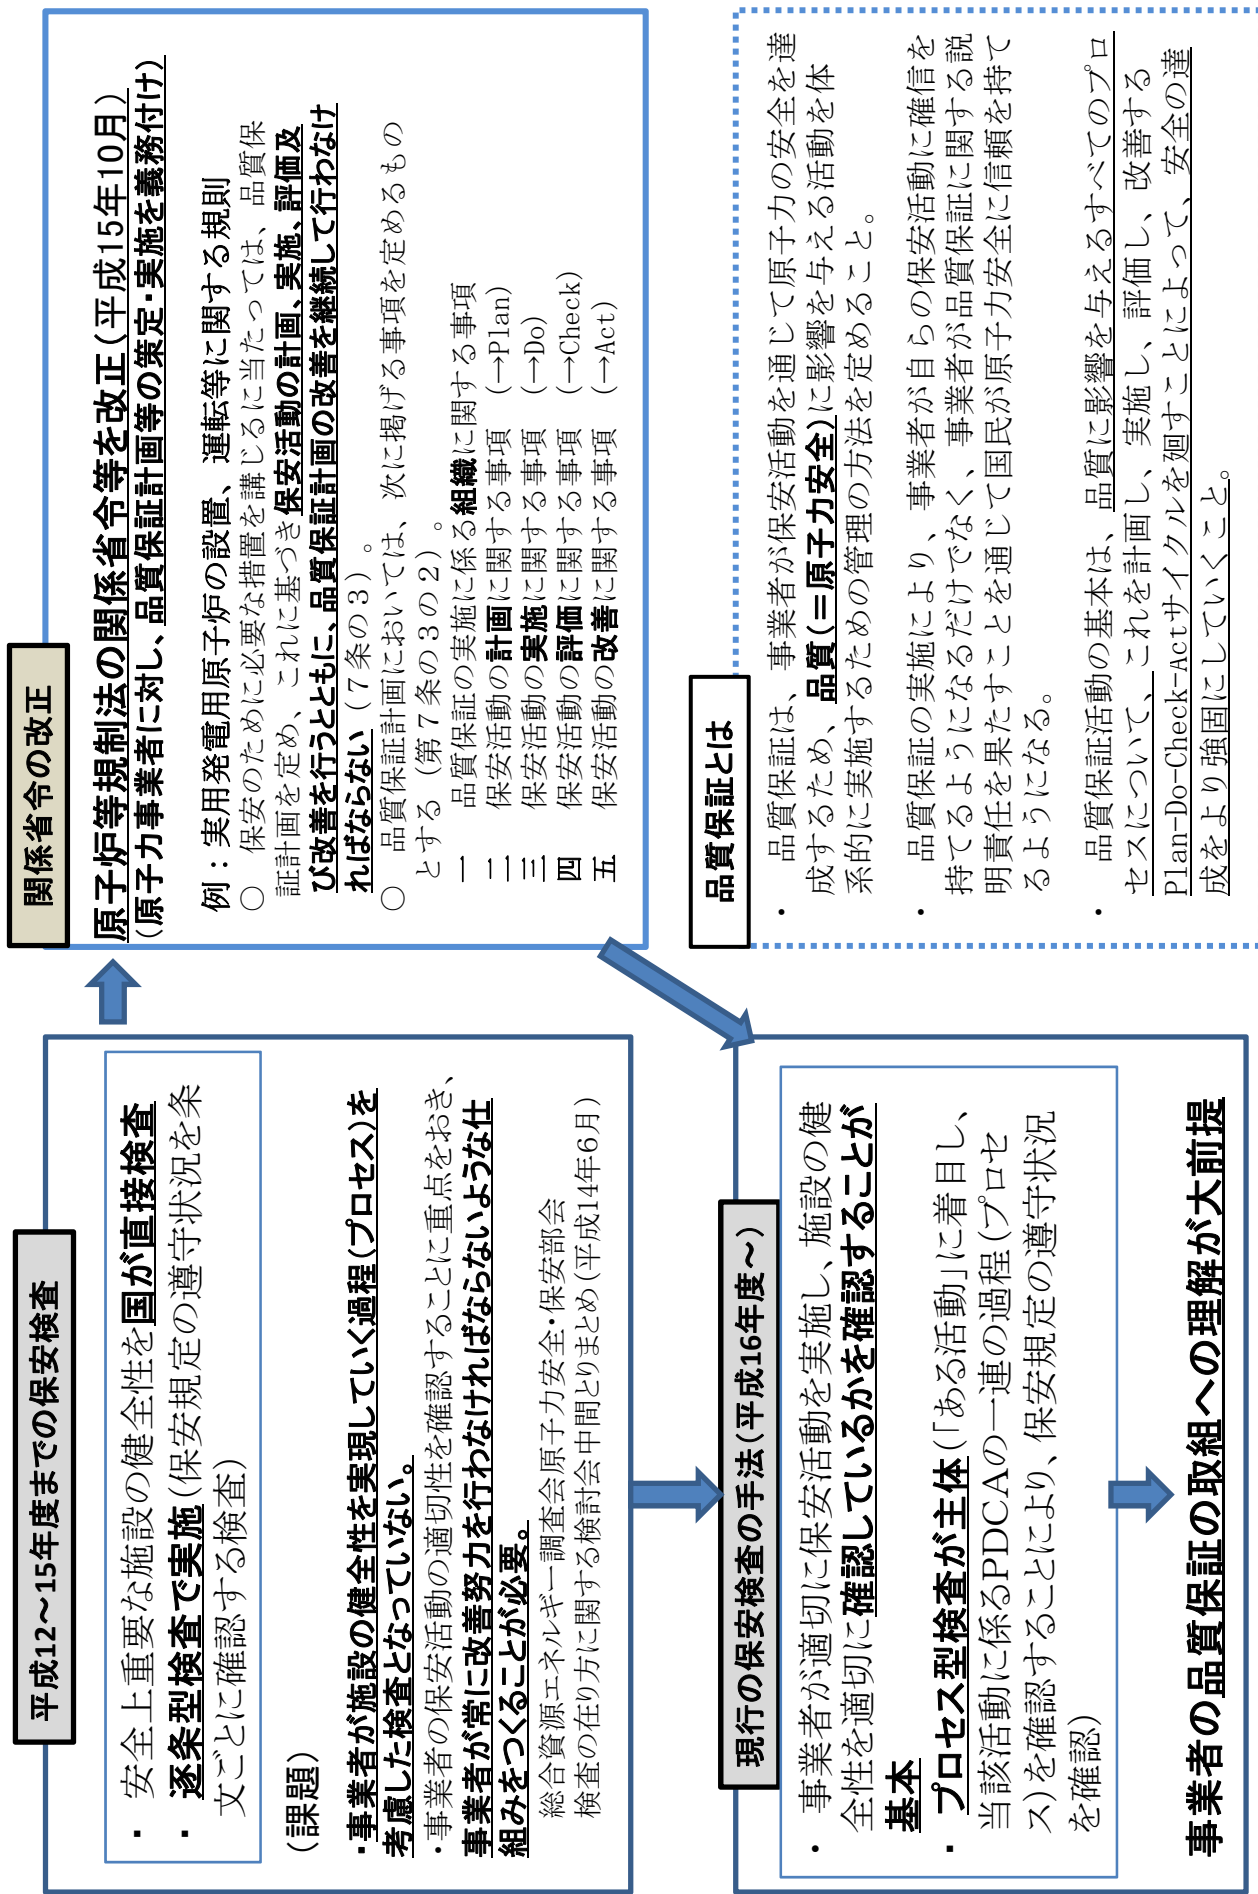 平成12～15年度までの保安検査
・ 安全上重要な施設の健全性を国が直接検査
・ 逐条型検査で実施(保安規定の遵守状況を条
文ごとに確認する検査)
(課題)
・事業者が施設の健全性を実現していく過程(プロセス)を
考慮した検査となっていない。
・事業者の保安活動の適切性を確認することに重点をおき、
事業者が常に改善努力を行わなければならないような仕
組みをつくることが必要。
総合資源エネルギー調査会原子力安全・保安部会
検査の在り方に関する検討会中間とりまとめ(平成14年6月)
関係省令の改正
原子炉等規制法の関係省令等を改正(平成15年10月)
(原子力事業者に対し、品質保証計画等の策定・実施を義務付け)
例：実用発電用原子炉の設置、運転等に関する規則
○ 保安のために必要な措置を講じるに当たっては、品質保
証計画を定め、これに基づき保安活動の計画、実施、評価及
び改善を行うとともに、品質保証計画の改善を継続して行わなけ
ればならない（７条の３）。
○ 品質保証計画においては、次に掲げる事項を定めるもの
とする（第７条の３の２）。
一 品質保証の実施に係る組織に関する事項
二 保安活動の計画に関する事項 (→Plan)
三 保安活動の実施に関する事項 (→Do)
四 保安活動の評価に関する事項 (→Check)
五 保安活動の改善に関する事項 (→Act)
現行の保安検査の手法(平成16年度～)
・ 事業者が適切に保安活動を実施し、施設の健
全性を適切に確認しているかを確認することが
基本
・ プロセス型検査が主体(「ある活動」に着目し、
当該活動に係るPDCAの一連の過程(プロセ
ス)を確認することにより、保安規定の遵守状況
を確認)
事業者の品質保証の取組への理解が大前提
品質保証とは
・ 品質保証は、事業者が保安活動を通じて原子力の安全を達
成するため、品質(＝原子力安全)に影響を与える活動を体
系的に実施するための管理の方法を定めること。
・ 品質保証の実施により、事業者が自らの保安活動に確信を
持てるようになるだけでなく、事業者が品質保証に関する説
明責任を果たすことを通じて国民が原子力安全に信頼を持て
るようになる。
・ 品質保証活動の基本は、品質に影響を与えるすべてのプロ
セスについて、これを計画し、実施し、評価し、改善する
Plan-Do-Check-Actサイクルを廻すことによって、安全の達
成をより強固にしていくこと。